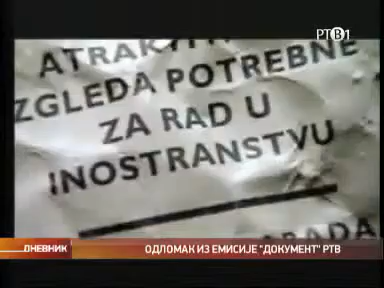 РТВ1
ZGLEDA POTREBNE
ZA RAD U
INOSTRANSTVU
ДНЕВНИК
ОДЛОМАК ИЗ ЕМИСИЈЕ "ДОКУМЕНТ" РТВ